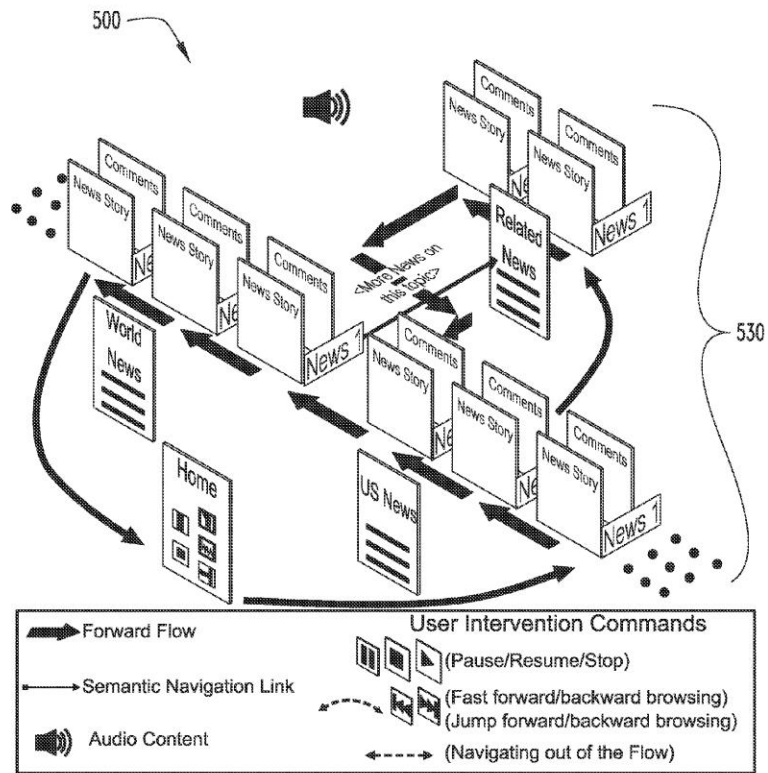 500
Comments
News Story
Comments
News Story
News 1
Comments
News Story
Ne
Comments
News Story
Comments
News Story
News 1
<More News on
this topic>
Related
News
530
World
News
Comments
News Story
Comments
News Story
Ne
Comments
News Story
News 1
Home
US News
Forward Flow
Semantic Navigation Link
Audio Content
User Intervention Commands
(Pause/Resume/Stop)
(Fast forward/backward browsing)
(Jump forward/backward browsing)
(Navigating out of the Flow)